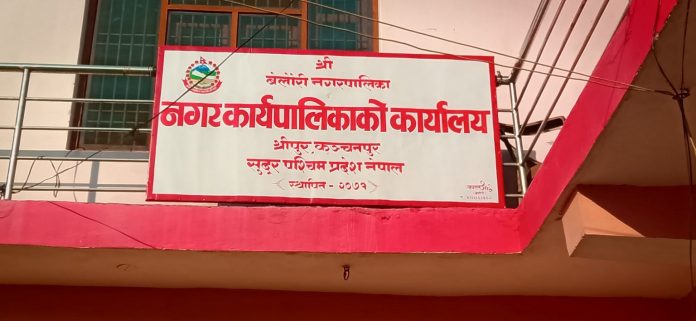 श्री
बेलौरी नगरपालिका
नगर कार्यपालिकाको कार्यालय
श्रीपुर, कञ्चनपुर
सुदुर पश्चिम प्रदेश नेपाल
स्थापित - २०७१